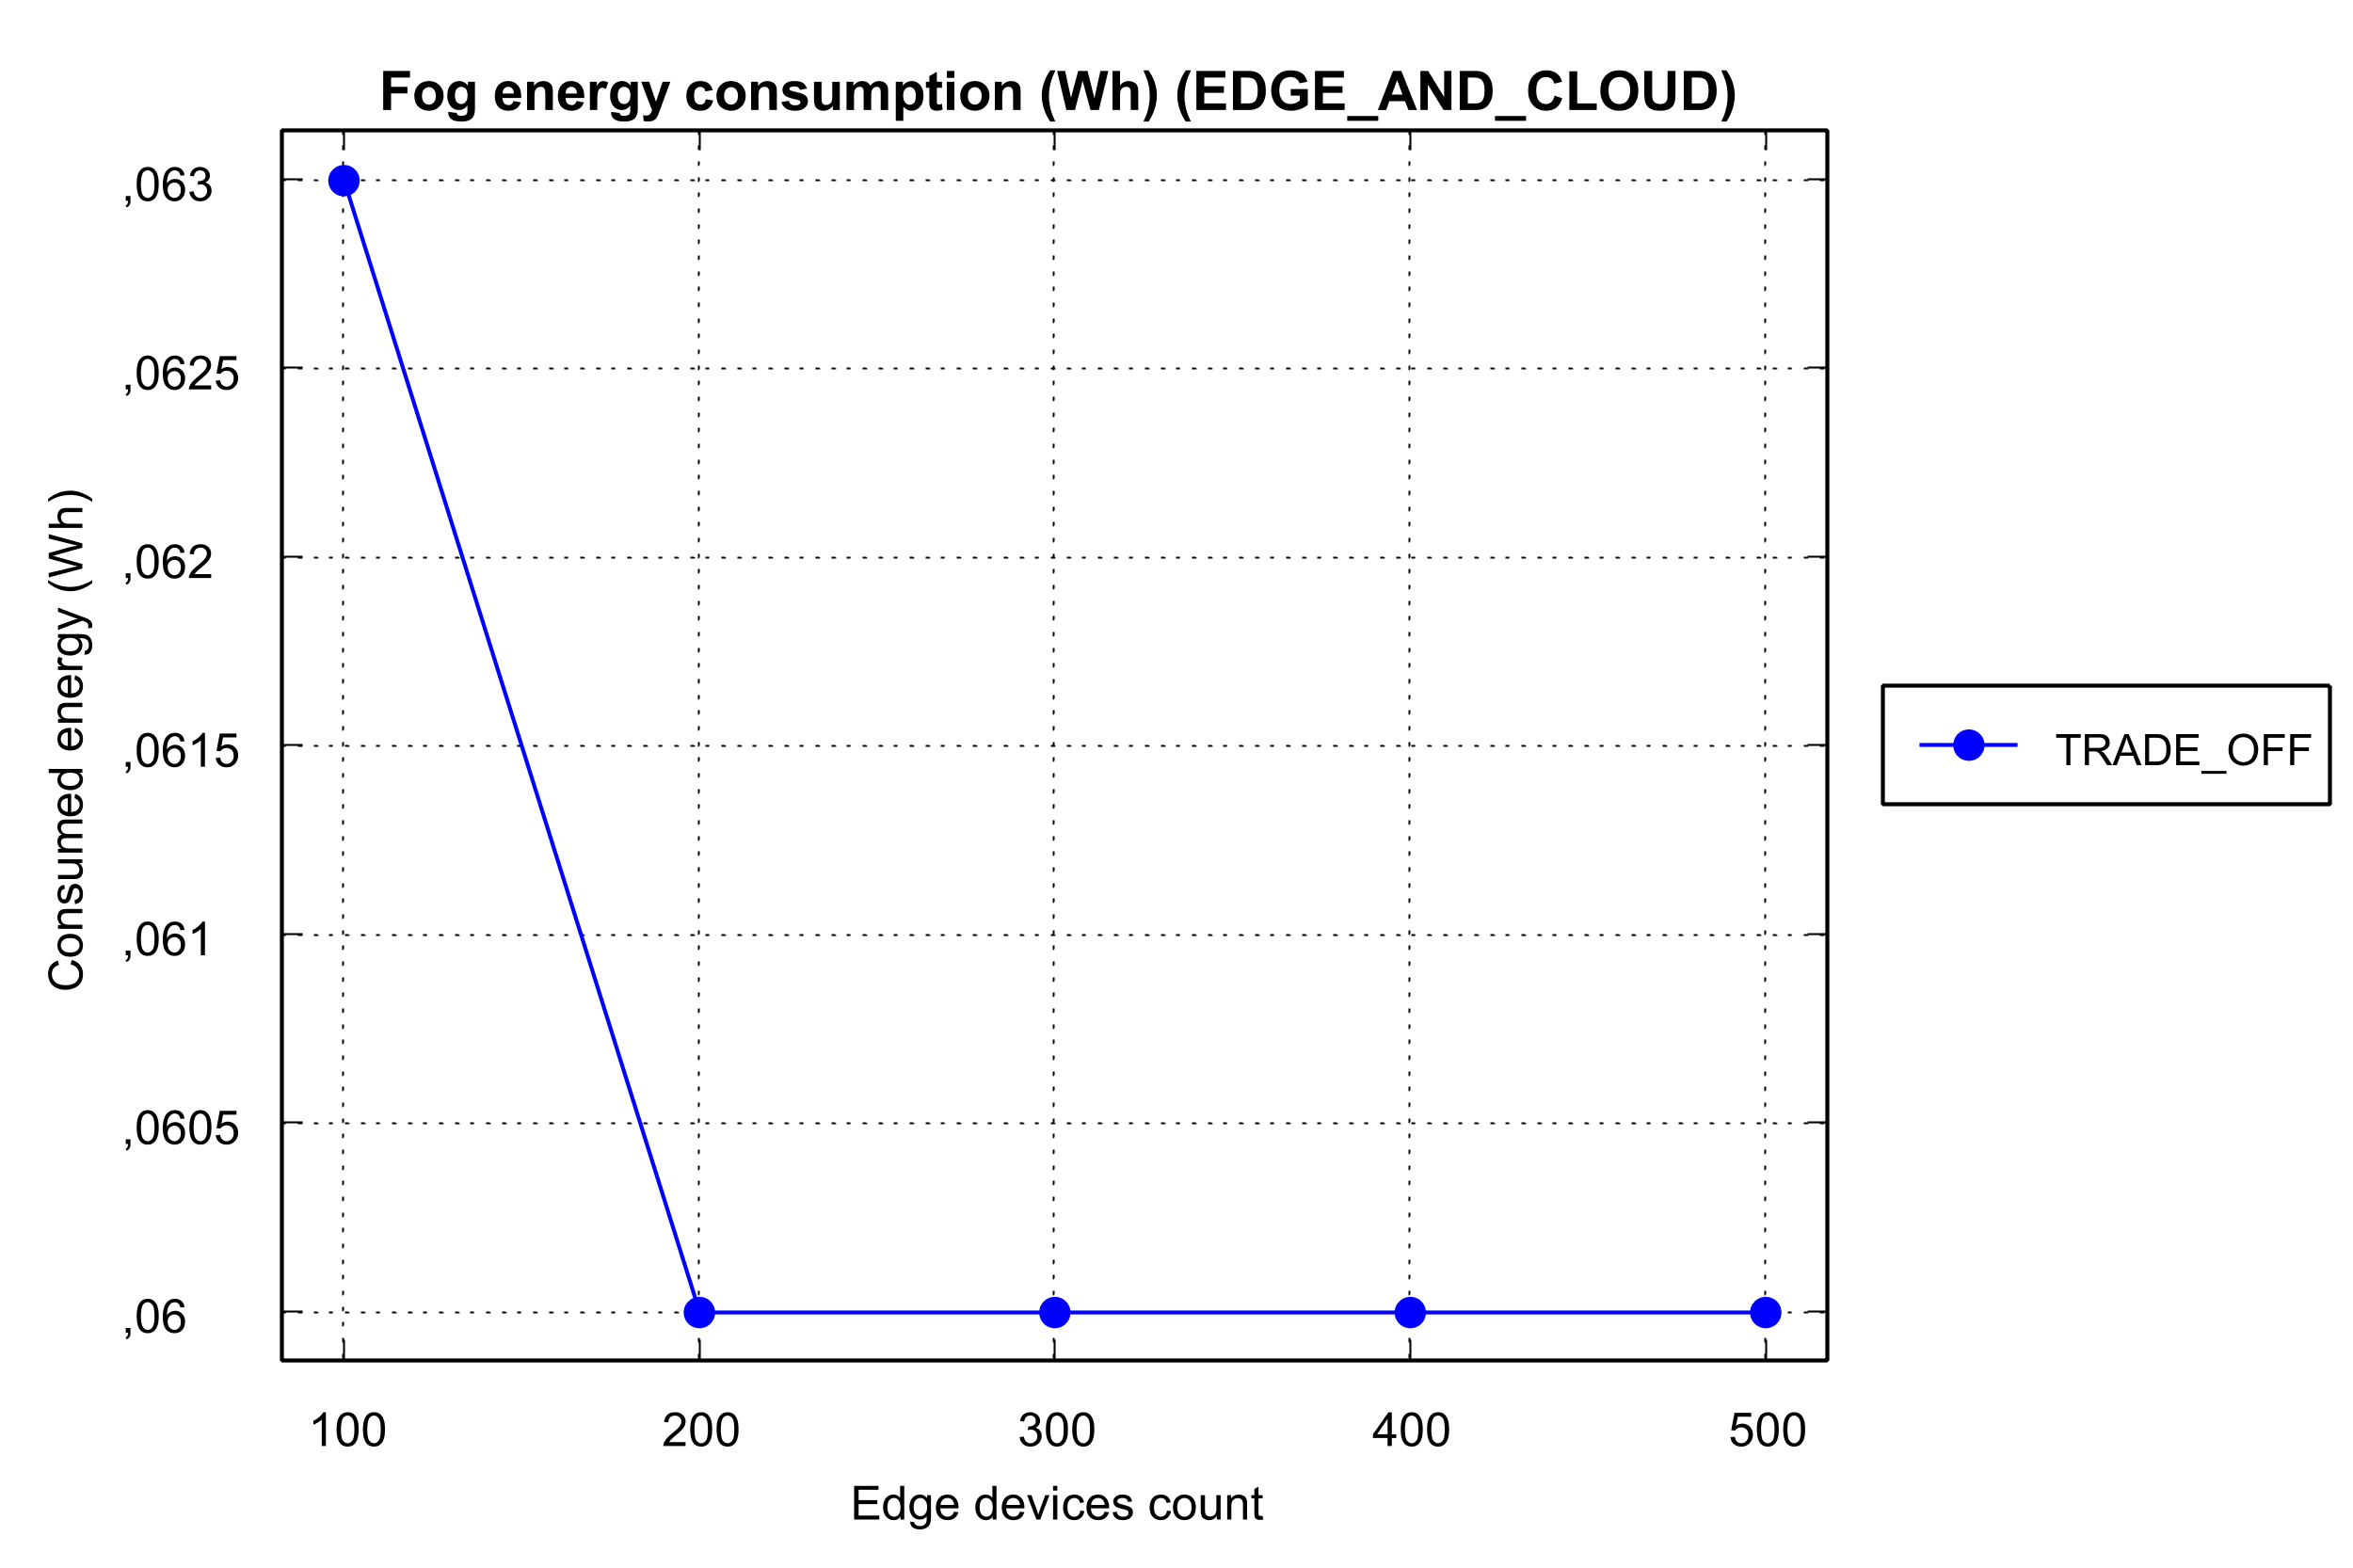 Fog energy consumption (Wh) (EDGE_AND_CLOUD)
Consumed energy (Wh)
,063
,0625
,062
,0615
,061
,0605
,06
100 200 300 400 500
Edge devices count
TRADE_OFF